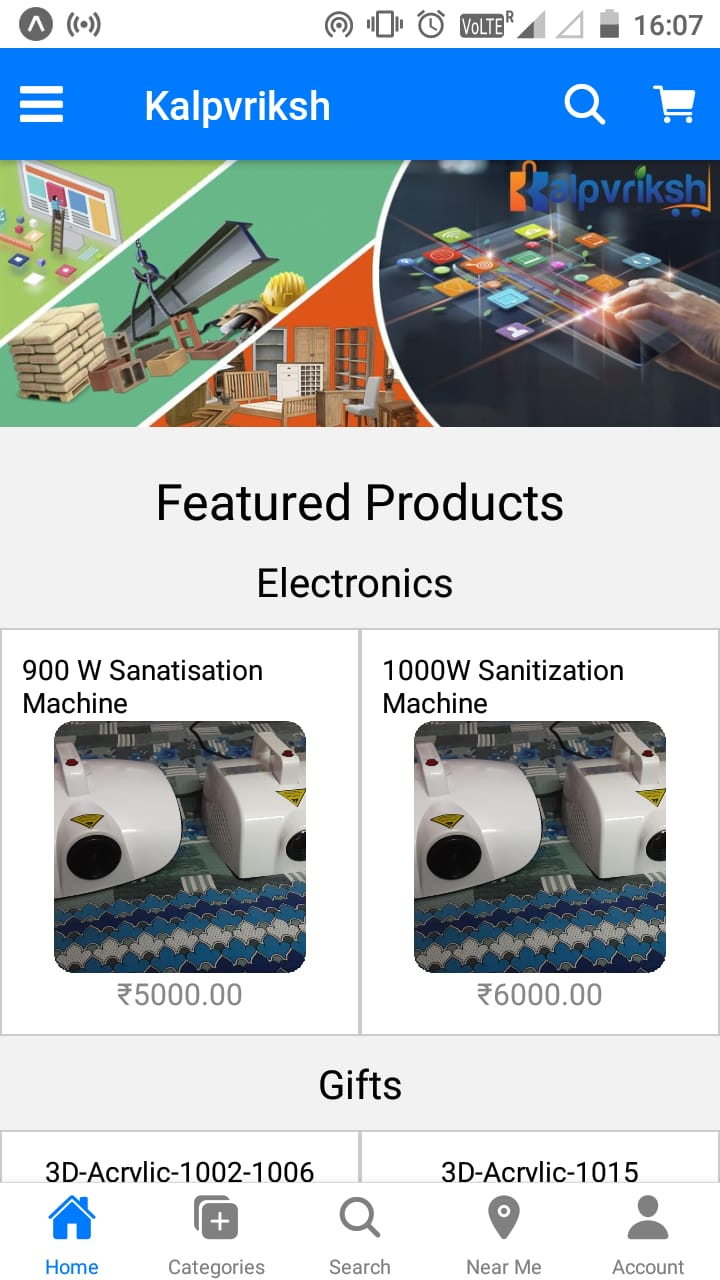 VoLTE R 16:07
Kalpvriksh
Kalpvriksh
Featured Products
Electronics
900 W Sanatisation
Machine
1000W Sanitization
Machine
₹5000.00
₹6000.00
Gifts
3D-Acrylic-1002-1006
3D-Acrylic-1015
Home
Categories
Search
Near Me
Account